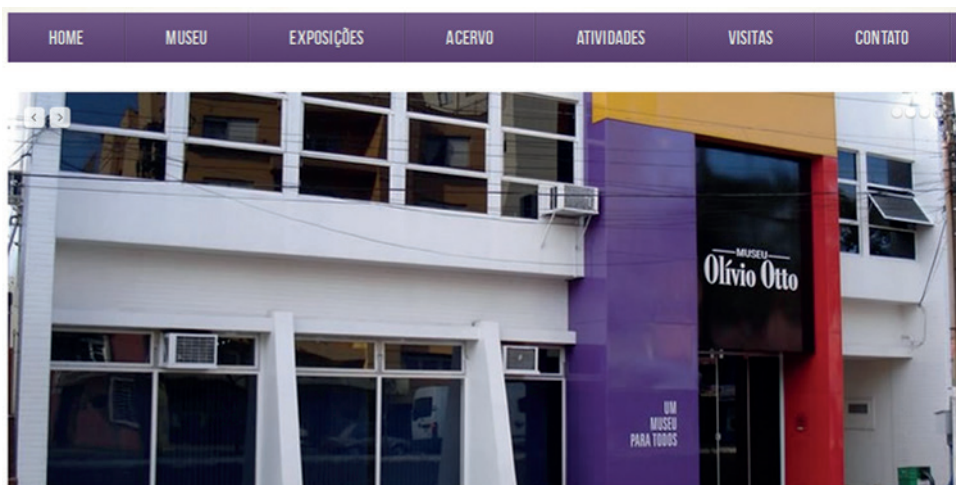 HOME MUSEU EXPOSIÇÕES ACERVO ATIVIDADES VISITAS CONTATO
MUSEU
Olívio Otto
UM
MUSEU
PARA TODOS